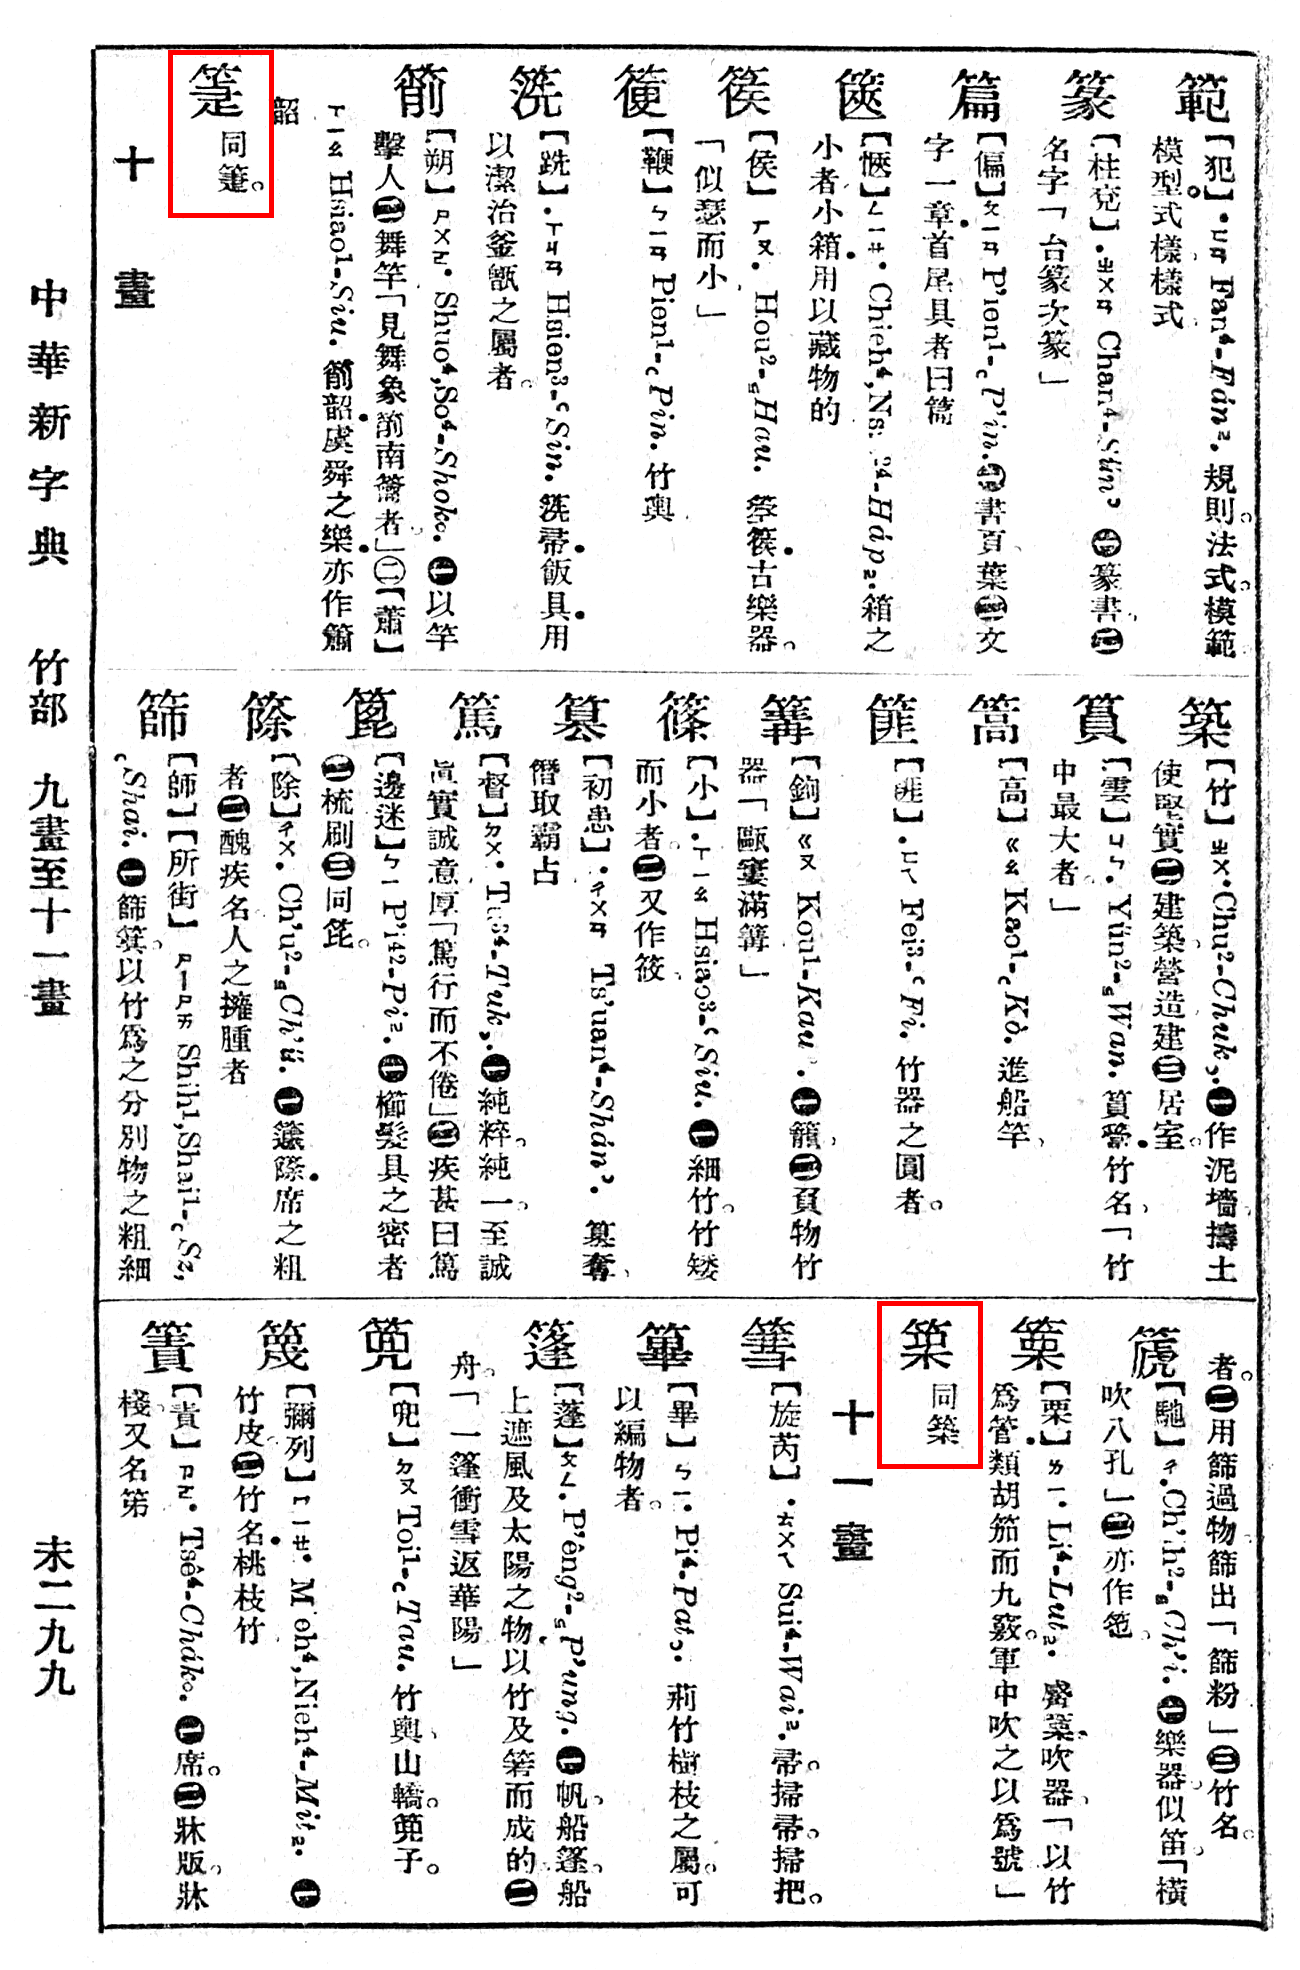 範
【犯】•ㄈㄢ Fan⁴-Fán². 規則法式模範
模型式樣樣式
篆
【柱兗】•ㄓㄨㄢ Chan⁴-Sün² ㊀篆書㊁
名字「台篆次篆」
篇
【偏】ㄆㄧㄢ P'ien¹-P'in. ㊀書頁葉㊁文
字一章首尾具者曰篇
篋
【愜】ㄑㄧㄝ• Chieh⁴, 箱之
小者小箱用以藏物的
篌
【侯】ㄏㄡ. Hou²-Hau. 箜篌古樂器
「似瑟而小」
箯
【鞭】ㄅㄧㄢ Pien¹-Pin. 竹輿
筅
【跣】•ㄒㄧㄢ Hsien³-Sin. 帚飯具用
以潔治釜甑之屬者
箾
【朔】ㄕㄨㄛ• Shuo⁴,So⁴-Shok. ㊀以竿
擊人㊁舞竿「見舞象箾南籥者」㊁【蕭】
ㄒㄧㄠ Hsiao¹-Siu. 箾韶虞舜之樂亦作簫
韶
同箠
十畫
築
【竹】ㄓㄨ•Chu²-Chuk. ㊀作泥墻擣土
使堅實㊁建築營造建㊂居室
篔
【雲】ㄩㄣ. Yün²-Wan. 篔簹竹名「竹
中最大者」
篙
【高】ㄍㄠ Kao¹-Kò. 進船竿
篚
【匪】•ㄈㄟ Fei³-Fi. 竹器之圓者
篝
【鉤】ㄍㄡ Kou¹-Kau. ㊀籠㊁負物竹
器「甌窶滿篝」
篠
【小】•ㄒㄧㄠ Hsiao³-Siu. ㊀細竹竹矮
而小者㊁又作筱
篡
【初患】•ㄔㄨㄢ Ts'uan⁴-Shán². 篡奪
僭取霸占
篤
【督】ㄉㄨ• Tu³⁴-Tuk. ㊀純粹純一至誠
眞實誠意厚「篤行而不倦」㊁疾甚曰篤
篦
【邊迷】ㄅㄧ P'i⁴²-Pi². ㊀櫛髮具之密者
㊁梳刷㊂同箆
篨
【除】ㄔㄨ. Ch'u²-Ch'ü. ㊀籧篨席之粗
者㊁醜疾名人之擁腫者
篩
【師】【所街】ㄕㄧㄕㄞ Shih¹,Shai¹-Sz,
Shai. ㊀篩箕以竹爲之分別物之粗細
者㊁用篩過物篩出「篩粉」㊂竹名
篪
【馳】ㄔ•Ch'ih²-Ch'i. ㊀樂器似笛「橫
吹八孔」㊁亦作竾
篥
【栗】ㄌㄧ. Li⁴-Lut. 吹器「以竹
爲管類胡笳而九竅軍中吹之以爲號」
同築
十一畫
篲
【旋芮】•ㄙㄨㄟ Sui⁴-Wai². 帚掃帚掃把
篳
【畢】ㄅㄧ• Pi⁴-Pat. 荊竹樹枝之屬可
以編物者
篷
【蓬】ㄆㄥ. P'êng²-P'ung. ㊀帆船篷船
上遮風及太陽之物以竹及箬而成的㊁
舟「一篷衝雪返華陽」
篼
【兜】ㄉㄡ Tou¹-Tau. 竹輿山轎篼子
篾
【彌列】ㄇㄧㄝ• Mieh⁴,Nieh⁴-Mit. ㊀
竹皮㊁竹名桃枝竹
簀
【責】ㄗㄜ• Tsê⁴-Chák. ㊀席㊁牀版牀
棧又名笫
中華新字典
竹部
九畫至十一畫
未二九九